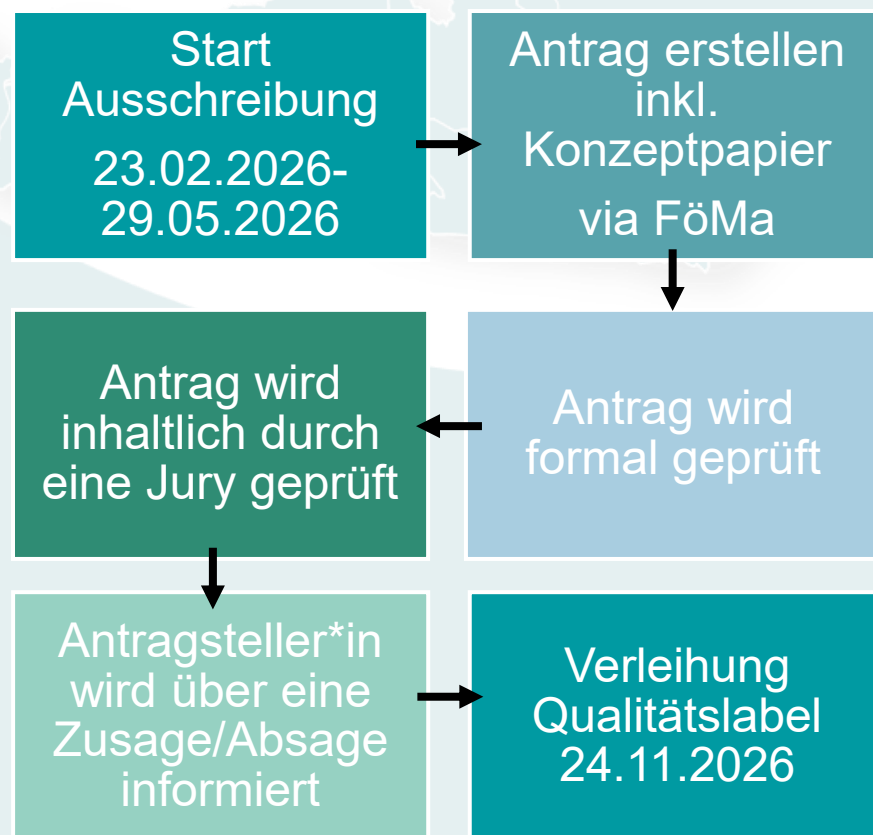 Start
Ausschreibung
23.02.2026-
29.05.2026
Antrag erstellen
inkl.
Konzeptpapier
via FöMa
Antrag wird
formal geprüft
Antrag wird
inhaltlich durch
eine Jury geprüft
Antragsteller*in
wird über eine
Zusage/Absage
informiert
Verleihung
Qualitätslabel
24.11.2026